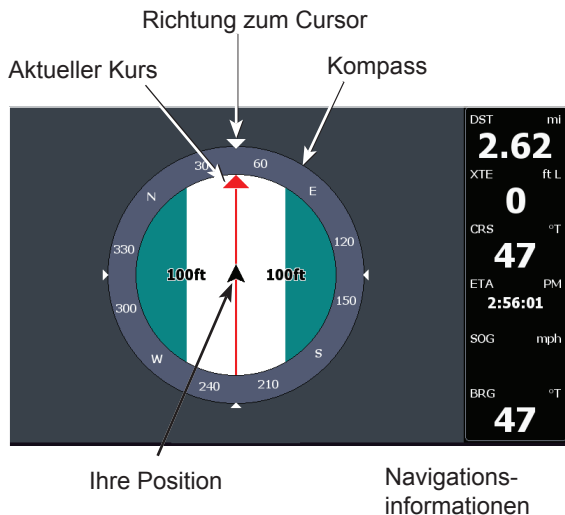 Richtung zum Cursor
Aktueller Kurs
Kompass
DST mi
2.62
XTE ft L
0
CRS °T
47
ETA PM
2:56:01
SOG mph
BRG °T
47
30
60
N
E
330
120
100ft
100ft
300
150
W
S
240
210
Ihre Position
Navigations-
informationen